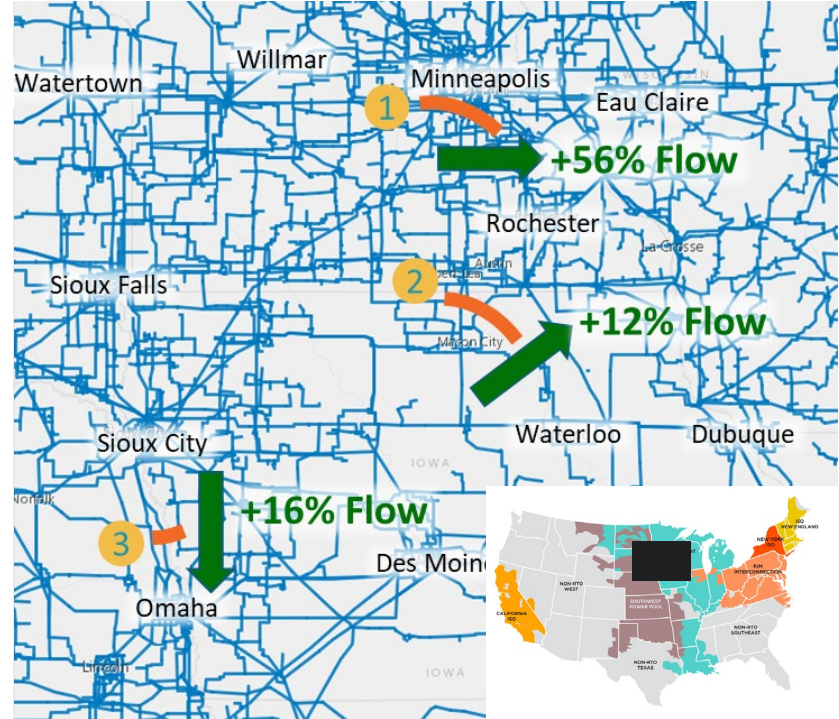 Willmar
Minneapolis
WISCONSIN
Watertown
Eau Claire
1
+56% Flow
Rochester
La Crosse
Austin
Sioux Falls
2
+12% Flow
Mason City
Sioux City
Waterloo
Dubuque
IOWA
Norfolk
+16% Flow
3
Des Moin
Omaha
Lincoln
IOWA
ISO
NEW ENGLAND
NEW YORK
ISO
PJM
INTERCONNECTION
NON-RTO
WEST
SOUTHWEST
POWER POOL
CALIFORNIA
ISO
NON-RTO
SOUTHEAST
NON-RTO
TEXAS